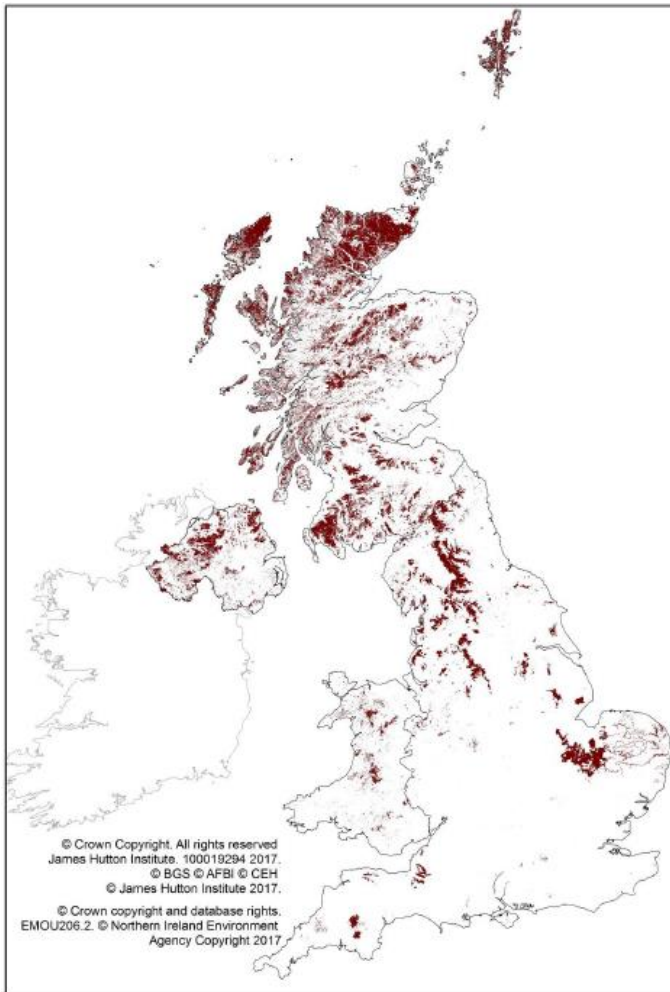 © Crown Copyright. All rights reserved
James Hutton Institute. 100019294 2017.
© BGS © AFBI © CEH
© James Hutton Institute 2017.
© Crown copyright and database rights.
EMOU206.2. © Northern Ireland Environment
Agency Copyright 2017